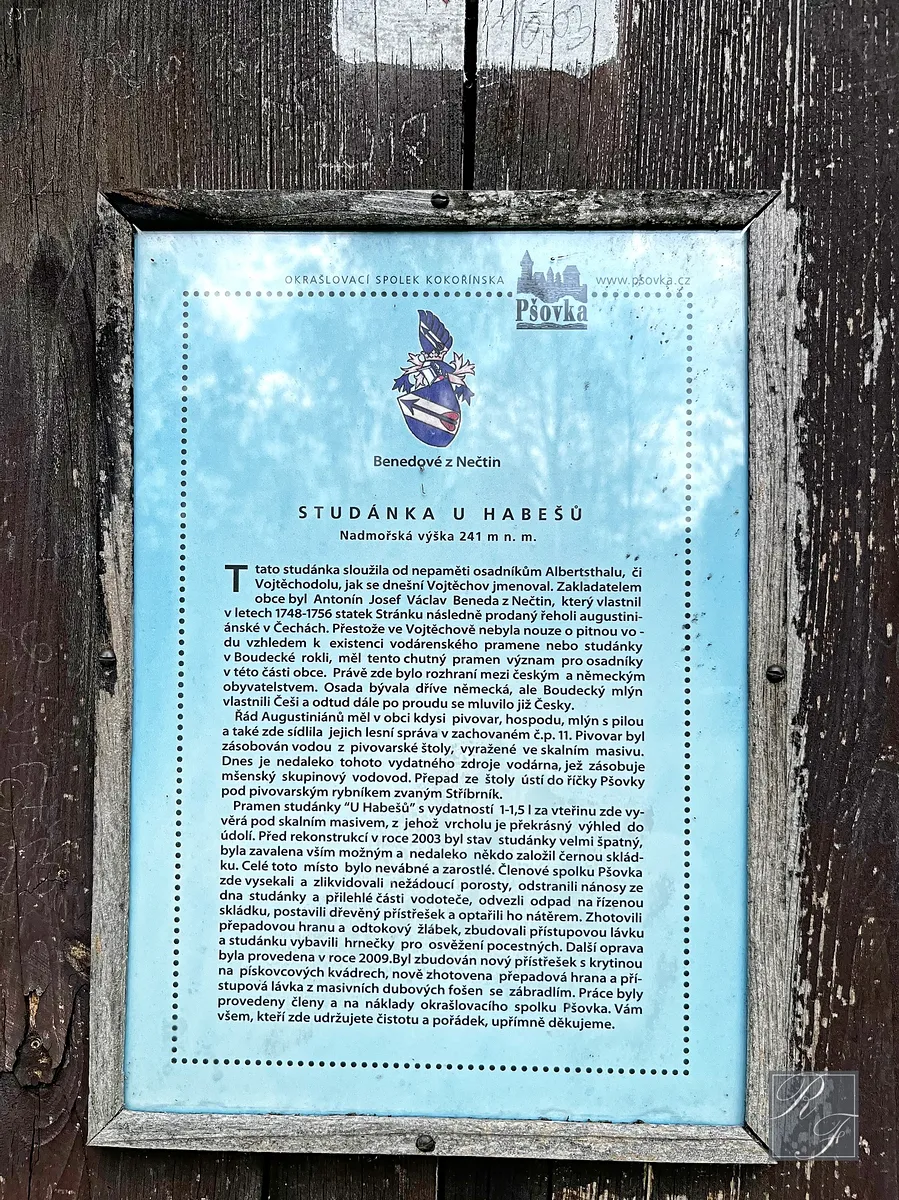 OKRAŠLOVACÍ SPOLEK KOKOŘÍNSKA
www.pšovka.cz
Pšovka
Benedové z Nečtin
STUDÁNKA U HABEŠŮ
Nadmořská výška 241 m n. m.
T tato studánka sloužila od nepaměti osadníkům Albertsthalu, či
Vojtěchodolu, jak se dnešní Vojtěchov jmenoval. Zakladatelem
obce byl Antonín Josef Václav Beneda z Nečtin, který vlastnil
v letech 1748-1756 statek Stránku následně prodaný řeholi augustini-
ánské v Čechách. Přestože ve Vojtěchově nebyla nouze o pitnou vo -
du vzhledem k existenci vodárenského pramene nebo studánky
v Boudecké rokli, měl tento chutný pramen význam pro osadníky
v této části obce. Právě zde bylo rozhraní mezi českým a německým
obyvatelstvem. Osada bývala dříve německá, ale Boudecký mlýn
vlastnili Češi a odtud dále po proudu se mluvilo již Česky.
Řád Augustiniánů měl v obci kdysi pivovar, hospodu, mlýn s pilou
a také zde sídlila jejich lesní správa v zachovaném č.p. 11. Pivovar byl
zásobován vodou z pivovarské štoly, vyražené ve skalním masivu.
Dnes je nedaleko tohoto vydatného zdroje vodárna, jež zásobuje
mšenský skupinový vodovod. Přepad ze štoly ústí do říčky Pšovky
pod pivovarským rybníkem zvaným Stříbrník.
Pramen studánky "U Habešů" s vydatností 1-1,5 l za vteřinu zde vy-
věrá pod skalním masivem, z jehož vrcholu je překrásný výhled do
údolí. Před rekonstrukcí v roce 2003 byl stav studánky velmi špatný,
byla zavalena vším možným a nedaleko někdo založil černou sklád-
ku. Celé toto místo bylo nevábné a zarostlé. Členové spolku Pšovka
zde vysekali a zlikvidovali nežádoucí porosty, odstranili nánosy ze
dna studánky a přilehlé části vodoteče, odvezli odpad na řízenou
skládku, postavili dřevěný přístřešek a optařili ho nátěrem. Zhotovili
přepadovou hranu a odtokový žlábek, zbudovali přístupovou lávku
a studánku vybavili hrnečky pro osvěžení pocestných. Další oprava
byla provedena v roce 2009.Byl zbudován nový přístřešek s krytinou
na pískovcových kvádrech, nově zhotovena přepadová hrana a pří-
stupová lávka z masivních dubových fošen se zábradlím. Práce byly
provedeny členy a na náklady okrašlovacího spolku Pšovka. Vám
všem, kteří zde udržujete čistotu a pořádek, upřímně děkujeme.
RF